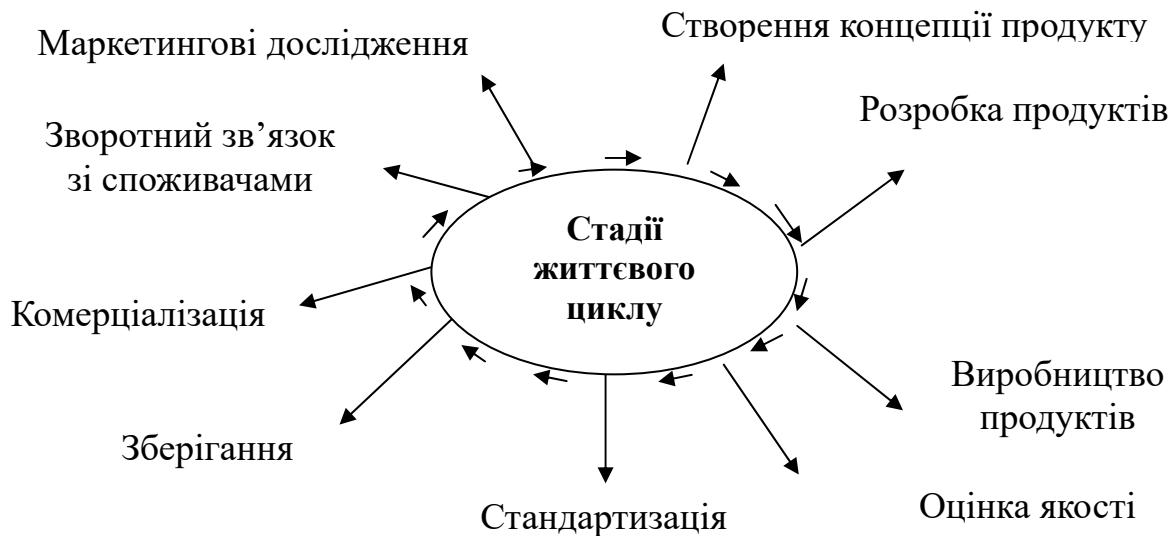 Маркетингові дослідження
Створення концепції продукту
Розробка продуктів
Зворотний зв’язок
зі споживачами
Стадії
життєвого
циклу
Комерціалізація
Виробництво
продуктів
Зберігання
Оцінка якості
Стандартизація